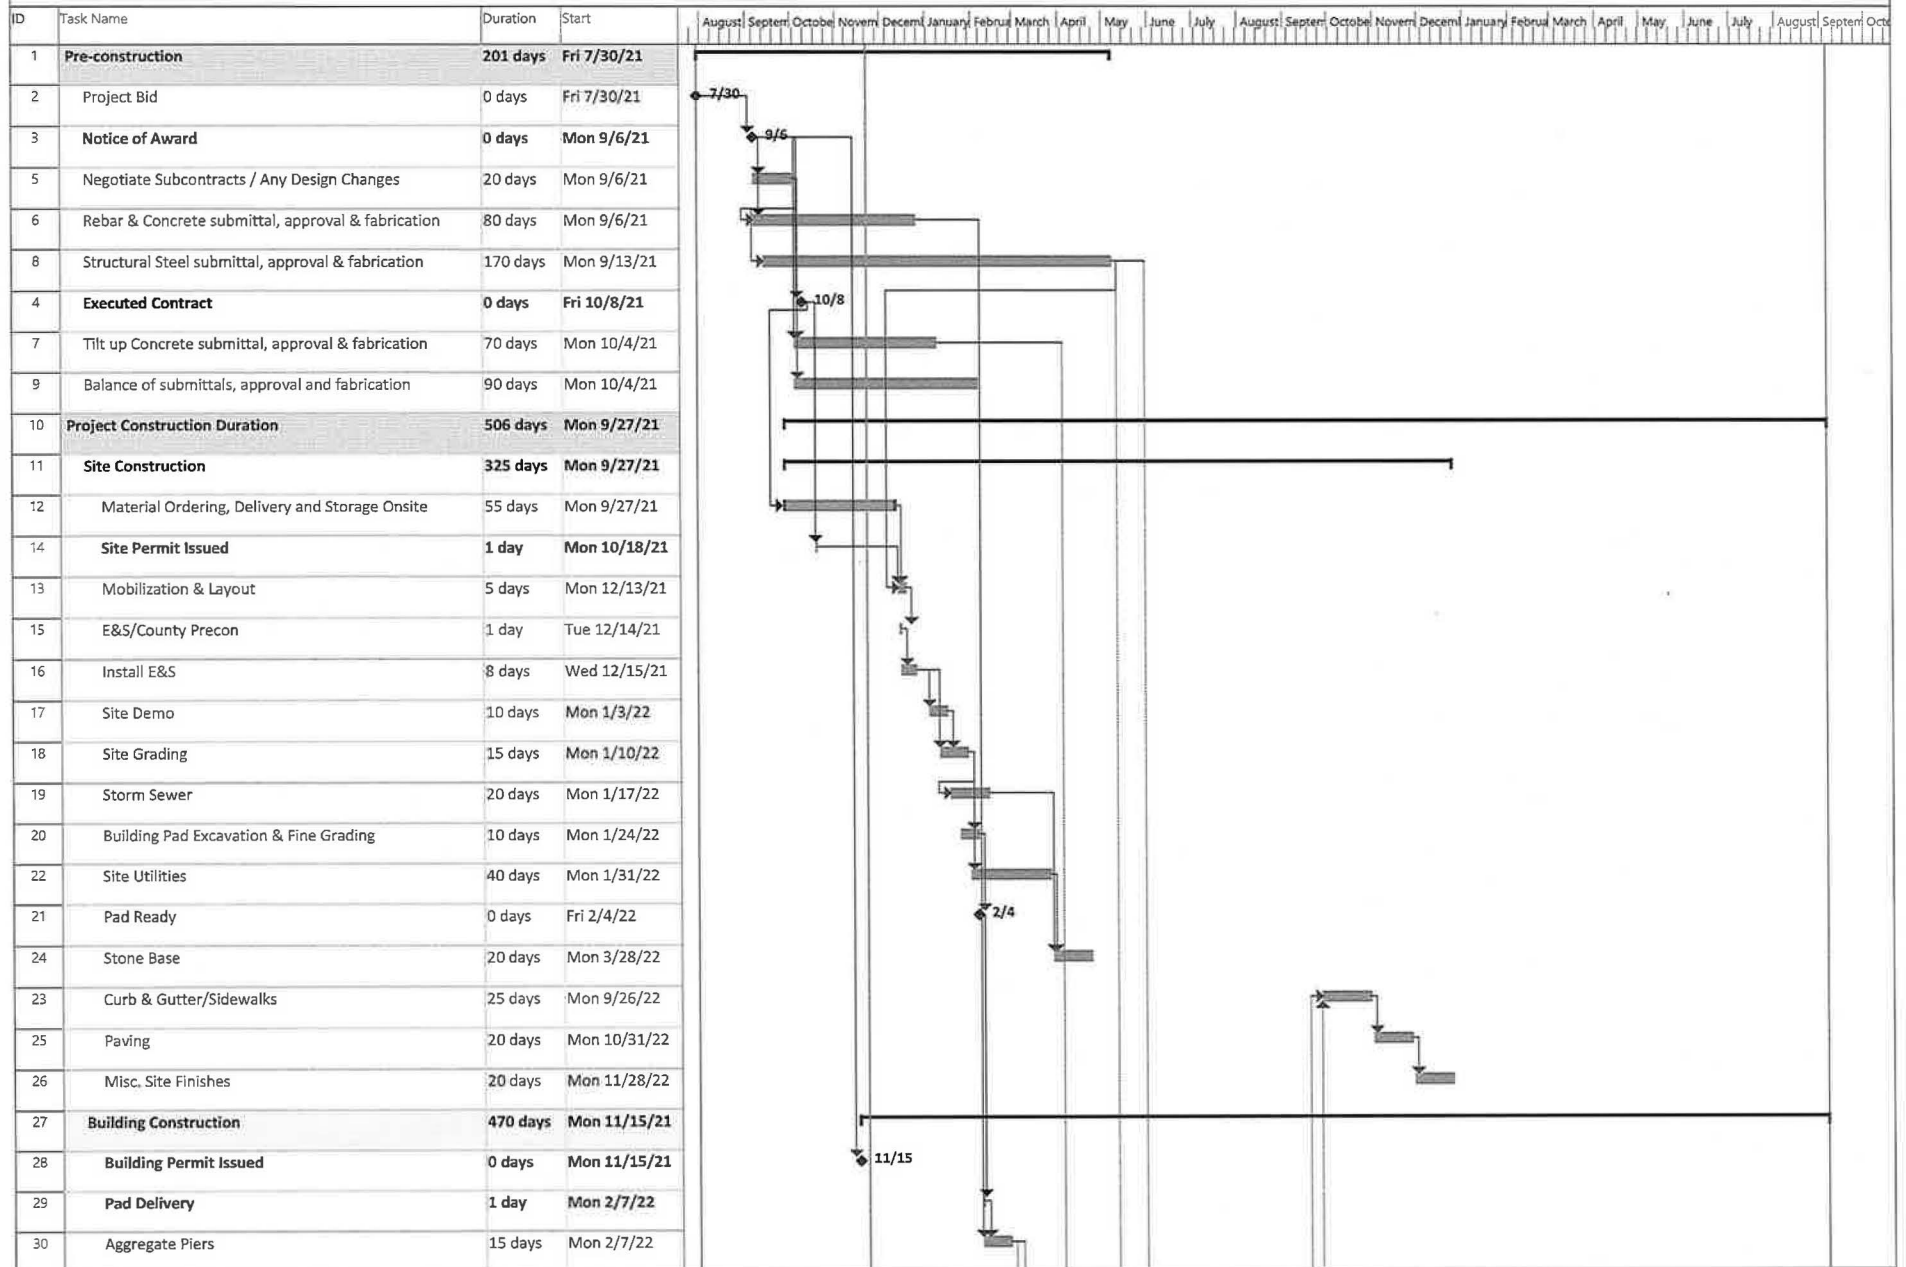 ID Task Name Duration Start August Septem Octobe Novem Decemb January Februa March April May June July August Septem Octobe Novem Decemb January Februa March April May June July August Septem Octo
1 Pre-construction 201 days Fri 7/30/21
2 Project Bid 0 days Fri 7/30/21 7/30
3 Notice of Award 0 days Mon 9/6/21 9/6
5 Negotiate Subcontracts / Any Design Changes 20 days Mon 9/6/21
6 Rebar & Concrete submittal, approval & fabrication 80 days Mon 9/6/21
8 Structural Steel submittal, approval & fabrication 170 days Mon 9/13/21
4 Executed Contract 0 days Fri 10/8/21 10/8
7 Tilt up Concrete submittal, approval & fabrication 70 days Mon 10/4/21
9 Balance of submittals, approval and fabrication 90 days Mon 10/4/21
10 Project Construction Duration 506 days Mon 9/27/21
11 Site Construction 325 days Mon 9/27/21
12 Material Ordering, Delivery and Storage Onsite 55 days Mon 9/27/21
14 Site Permit Issued 1 day Mon 10/18/21
13 Mobilization & Layout 5 days Mon 12/13/21
15 E&S/County Precon 1 day Tue 12/14/21
16 Install E&S 8 days Wed 12/15/21
17 Site Demo 10 days Mon 1/3/22
18 Site Grading 15 days Mon 1/10/22
19 Storm Sewer 20 days Mon 1/17/22
20 Building Pad Excavation & Fine Grading 10 days Mon 1/24/22
22 Site Utilities 40 days Mon 1/31/22
21 Pad Ready 0 days Fri 2/4/22 2/4
24 Stone Base 20 days Mon 3/28/22
23 Curb & Gutter/Sidewalks 25 days Mon 9/26/22
25 Paving 20 days Mon 10/31/22
26 Misc. Site Finishes 20 days Mon 11/28/22
27 Building Construction 470 days Mon 11/15/21
28 Building Permit Issued 0 days Mon 11/15/21 11/15
29 Pad Delivery 1 day Mon 2/7/22
30 Aggregate Piers 15 days Mon 2/7/22